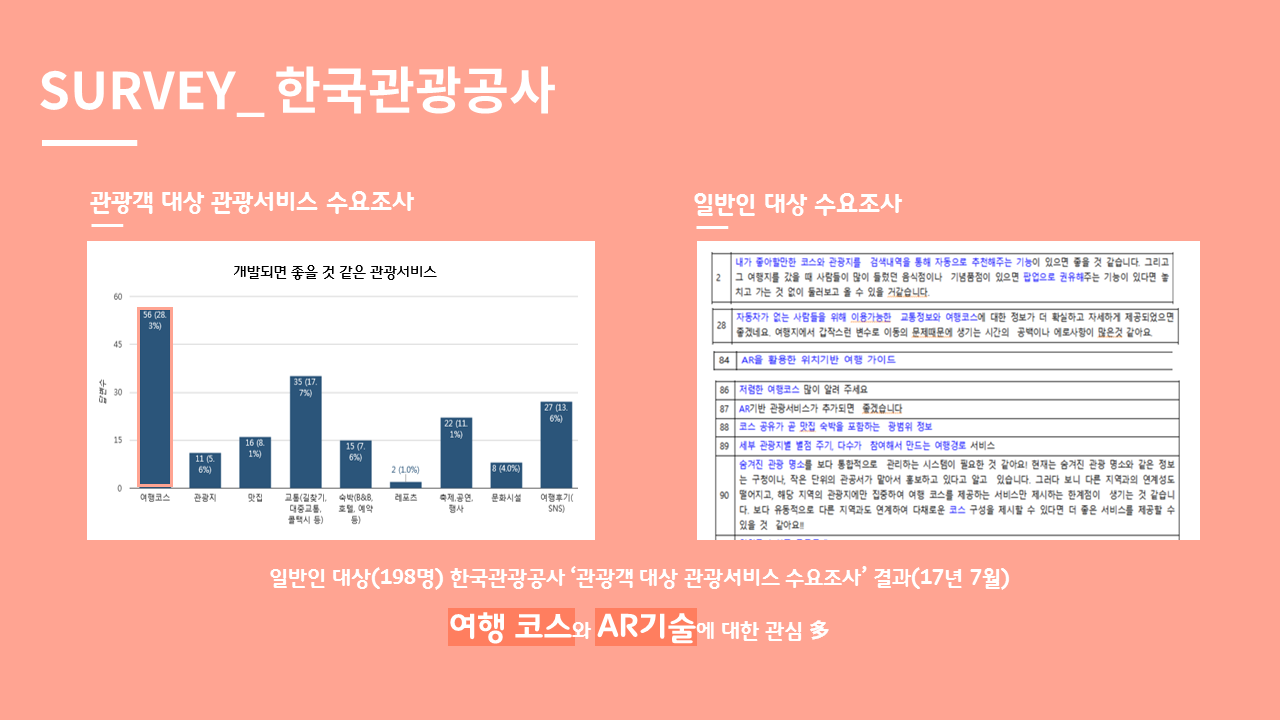 SURVEY_ 한국관광공사
관광객 대상 관광서비스 수요조사
개발되면 좋을 것 같은 관광서비스
60
45
30
15
0
답변수
56 (28.
3%)
11 (5.
6%)
16 (8.
1%)
35 (17.
7%)
15 (7.
6%)
2 (1.0%)
22 (11.
1%)
8 (4.0%)
27 (13.
6%)
여행코스
관광지
맛집
교통(길찾기,
대중교통,
콜택시 등)
숙박(B&B,
호텔, 예약
등)
레포츠
축제,공연,
행사
문화시설
여행후기(
SNS)
일반인 대상 수요조사
내가 좋아할만한 코스와 관광지를 검색내역을 통해 자동으로 추천해주는 기능이 있으면 좋을 것 같습니다. 그리고
2 그 여행지를 갔을 때 사람들이 많이 들렸던 음식점이나 기념품점이 있으면 팝업으로 권유해주는 기능이 있다면 놓
치고 가는 것 없이 둘러보고 올 수 있을 거같습니다.
28 자동차가 없는 사람들을 위해 이용가능한 교통정보와 여행코스에 대한 정보가 더 확실하고 자세하게 제공되었으면
좋겠네요. 여행지에서 갑작스런 변수로 이동의 문제때문에 생기는 시간의 공백이나 에로사항이 많은것 같아요.
84 AR을 활용한 위치기반 여행 가이드
86 저렴한 여행코스 많이 알려 주세요
87 AR기반 관광서비스가 추가되면 좋겠습니다
88 코스 공유가 곧 맛집 숙박을 포함하는 광범위 정보
89 세부 관광지별 별점 주기, 다수가 참여해서 만드는 여행경로 서비스
숨겨진 관광 명소를 보다 통합적으로 관리하는 시스템이 필요한 것 같아요! 현재는 숨겨진 관광 명소와 같은 정보
는 구청이나, 작은 단위의 관공서가 맡아서 홍보하고 있다고 알고 있습니다. 그러다 보니 다른 지역과의 연계성도
90 떨어지고, 해당 지역의 관광지에만 집중하여 여행 코스를 제공하는 서비스만 제시하는 한계점이 생기는 것 같습니
다. 보다 유동적으로 다른 지역과도 연계하여 다채로운 코스 구성을 제시할 수 있다면 더 좋은 서비스를 제공할 수
있을 것 같아요!!
일반인 대상(198명) 한국관광공사 ‘관광객 대상 관광서비스 수요조사’ 결과(17년 7월)
여행 코스와 AR기술에 대한 관심 多